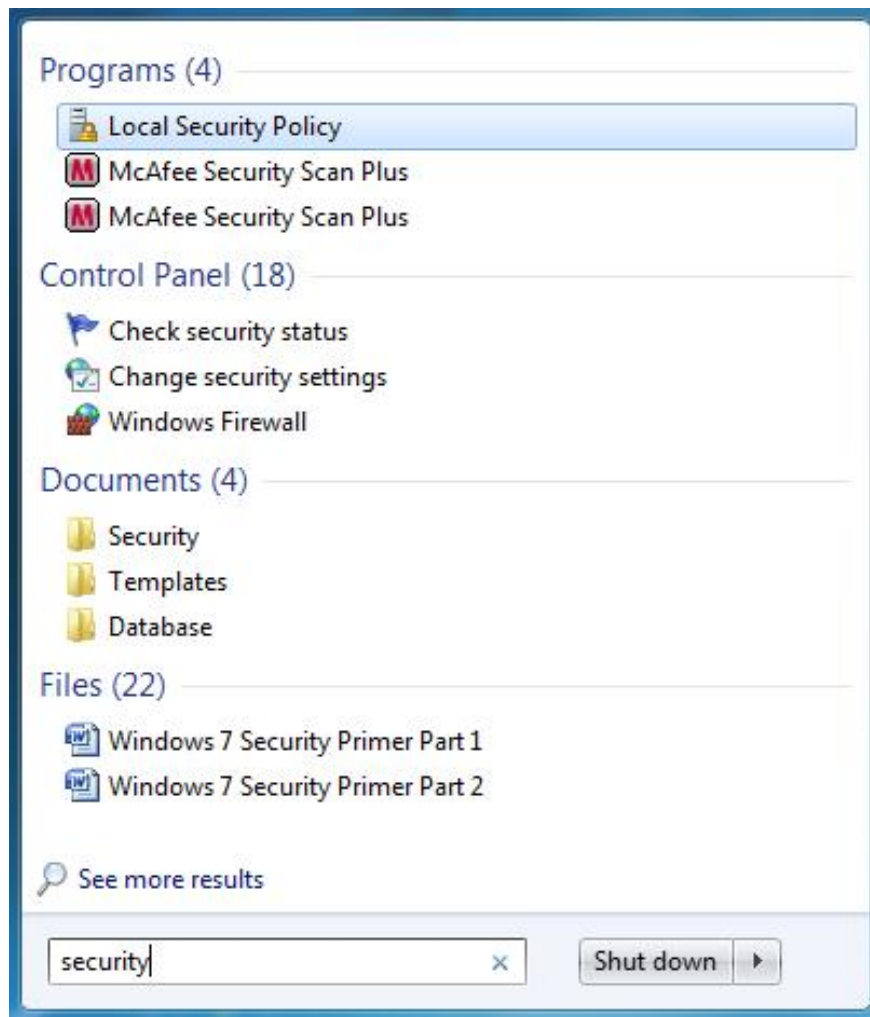 Programs (4)
Local Security Policy
McAfee Security Scan Plus
McAfee Security Scan Plus
Control Panel (18)
Check security status
Change security settings
Windows Firewall
Documents (4)
Security
Templates
Database
Files (22)
Windows 7 Security Primer Part 1
Windows 7 Security Primer Part 2
See more results
security
Shut down